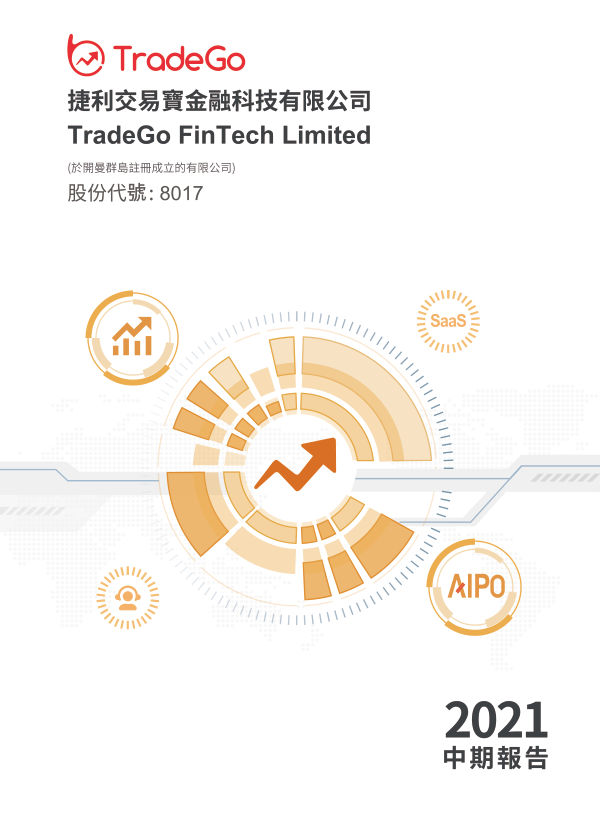 TradeGo
捷利交易寶金融科技有限公司
TradeGo FinTech Limited
(於開曼群島註冊成立的有限公司)
股份代號: 8017
SaaS
AIPO
2021
中期報告